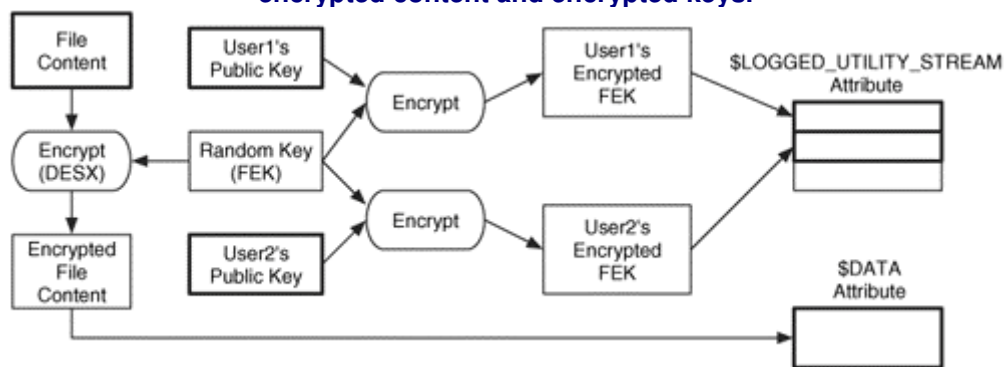 encrypted content and encrypted keys.
File
Content
User1's
Public Key
Encrypt
User1's
Encrypted
FEK
$LOGGED_UTILITY_STREAM
Attribute
Encrypt
(DESX)
Random Key
(FEK)
Encrypt
User2's
Encrypted
FEK
Encrypted
File
Content
User2's
Public Key
$DATA
Attribute